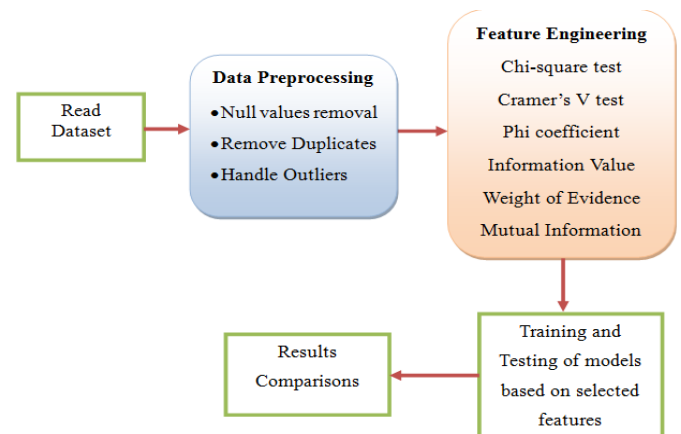 Read
Dataset
Data Preprocessing
•Null values removal
•Remove Duplicates
•Handle Outliers
Feature Engineering
Chi-square test
Cramer's V test
Phi coefficient
Information Value
Weight of Evidence
Mutual Information
Training and
Testing of models
based on selected
features
Results
Comparisons